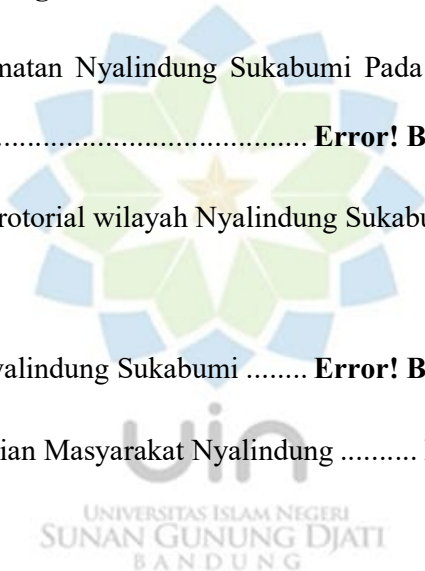 matan Nyalindung Sukabumi Pada
.......................................... Error! B
rotorial wilayah Nyalindung Sukabu
yalindung Sukabumi ........ Error! B
ian Masyarakat Nyalindung ..........
uin
UNIVERSITAS ISLAM NEGERI
SUNAN GUNUNG DJATI
BANDUNG